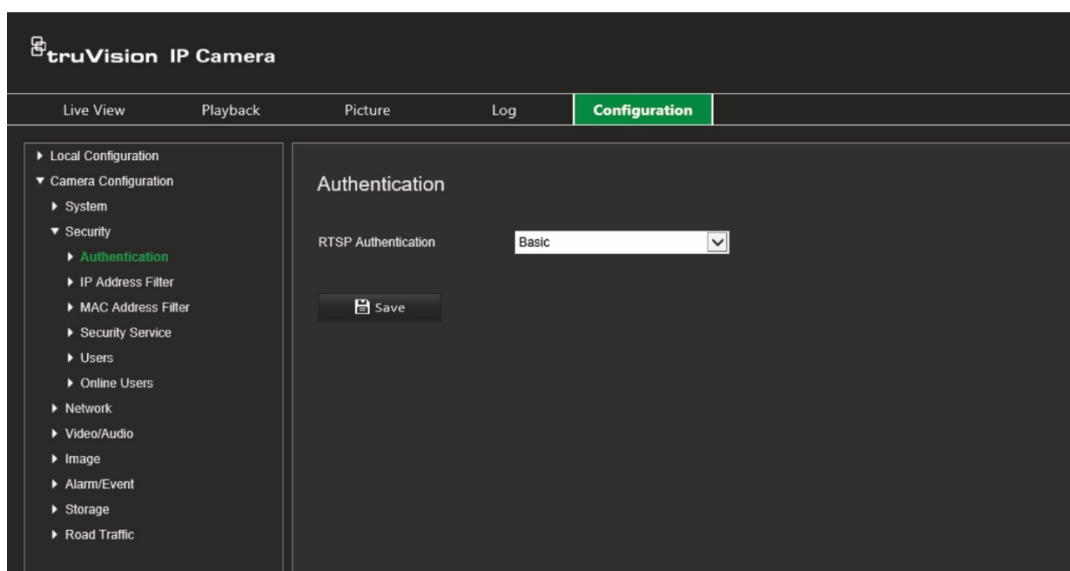 truVision IP Camera
Live View Playback Picture Log Configuration
Local Configuration
Camera Configuration
System
Security
Authentication
IP Address Filter
MAC Address Filter
Security Service
Users
Online Users
Network
Video/Audio
Image
Alarm/Event
Storage
Road Traffic
Authentication
RTSP Authentication Basic
Save